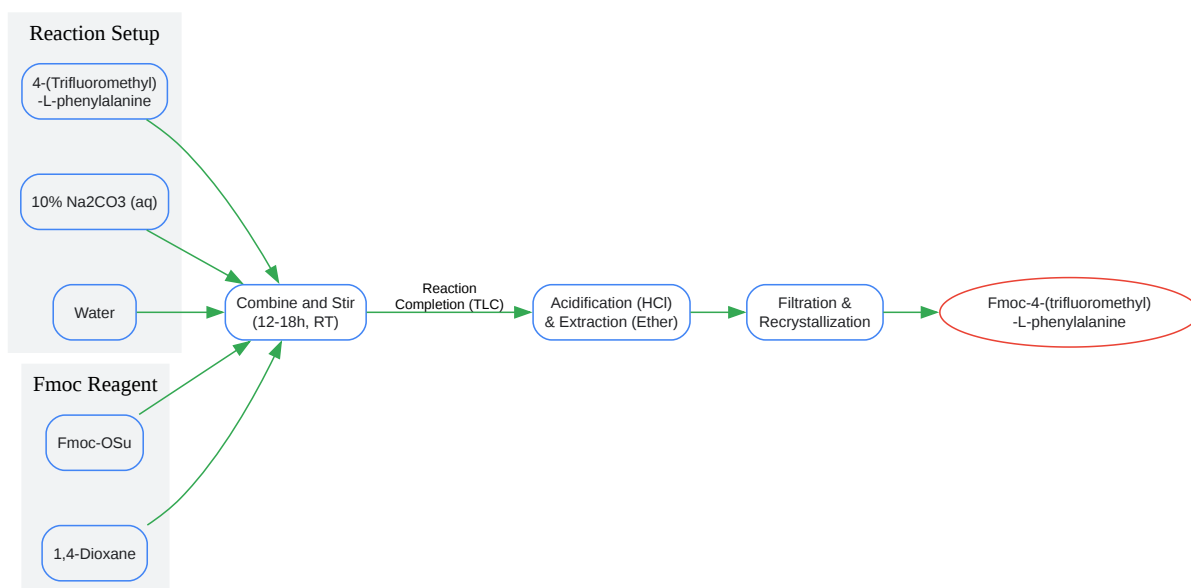 Reaction Setup
4-(Trifluoromethyl)
-L-phenylalanine
10% Na2CO3 (aq)
Water
Fmoc Reagent
Fmoc-OSu
1,4-Dioxane
Combine and Stir
(12-18h, RT)
Reaction
Completion (TLC)
Acidification (HCl)
& Extraction (Ether)
Filtration &
Recrystallization
Fmoc-4-(trifluoromethyl)
-L-phenylalanine